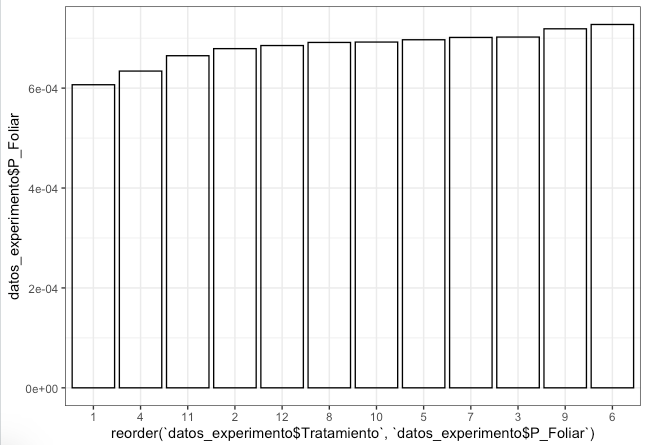 datos_experimento$P_Foliar
6e-04
4e-04
2e-04
0e+00
1 4 11 2 12 8 10 5 7 3 9 6
reorder(`datos_experimento$Tratamiento`, `datos_experimento$P_Foliar`)